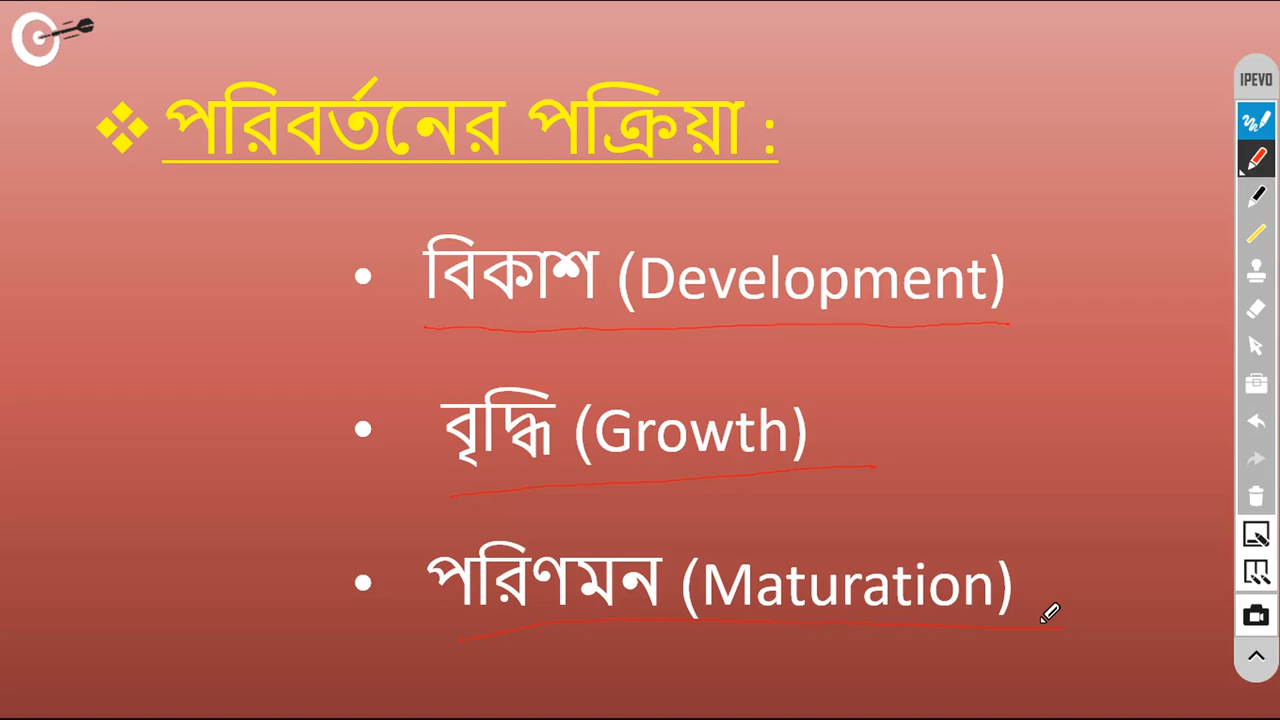 IPEVO
❖ পরিবর্তনের পক্রিয়া :
• বিকাশ (Development)
• বৃদ্ধি (Growth)
• পরিণমন (Maturation)